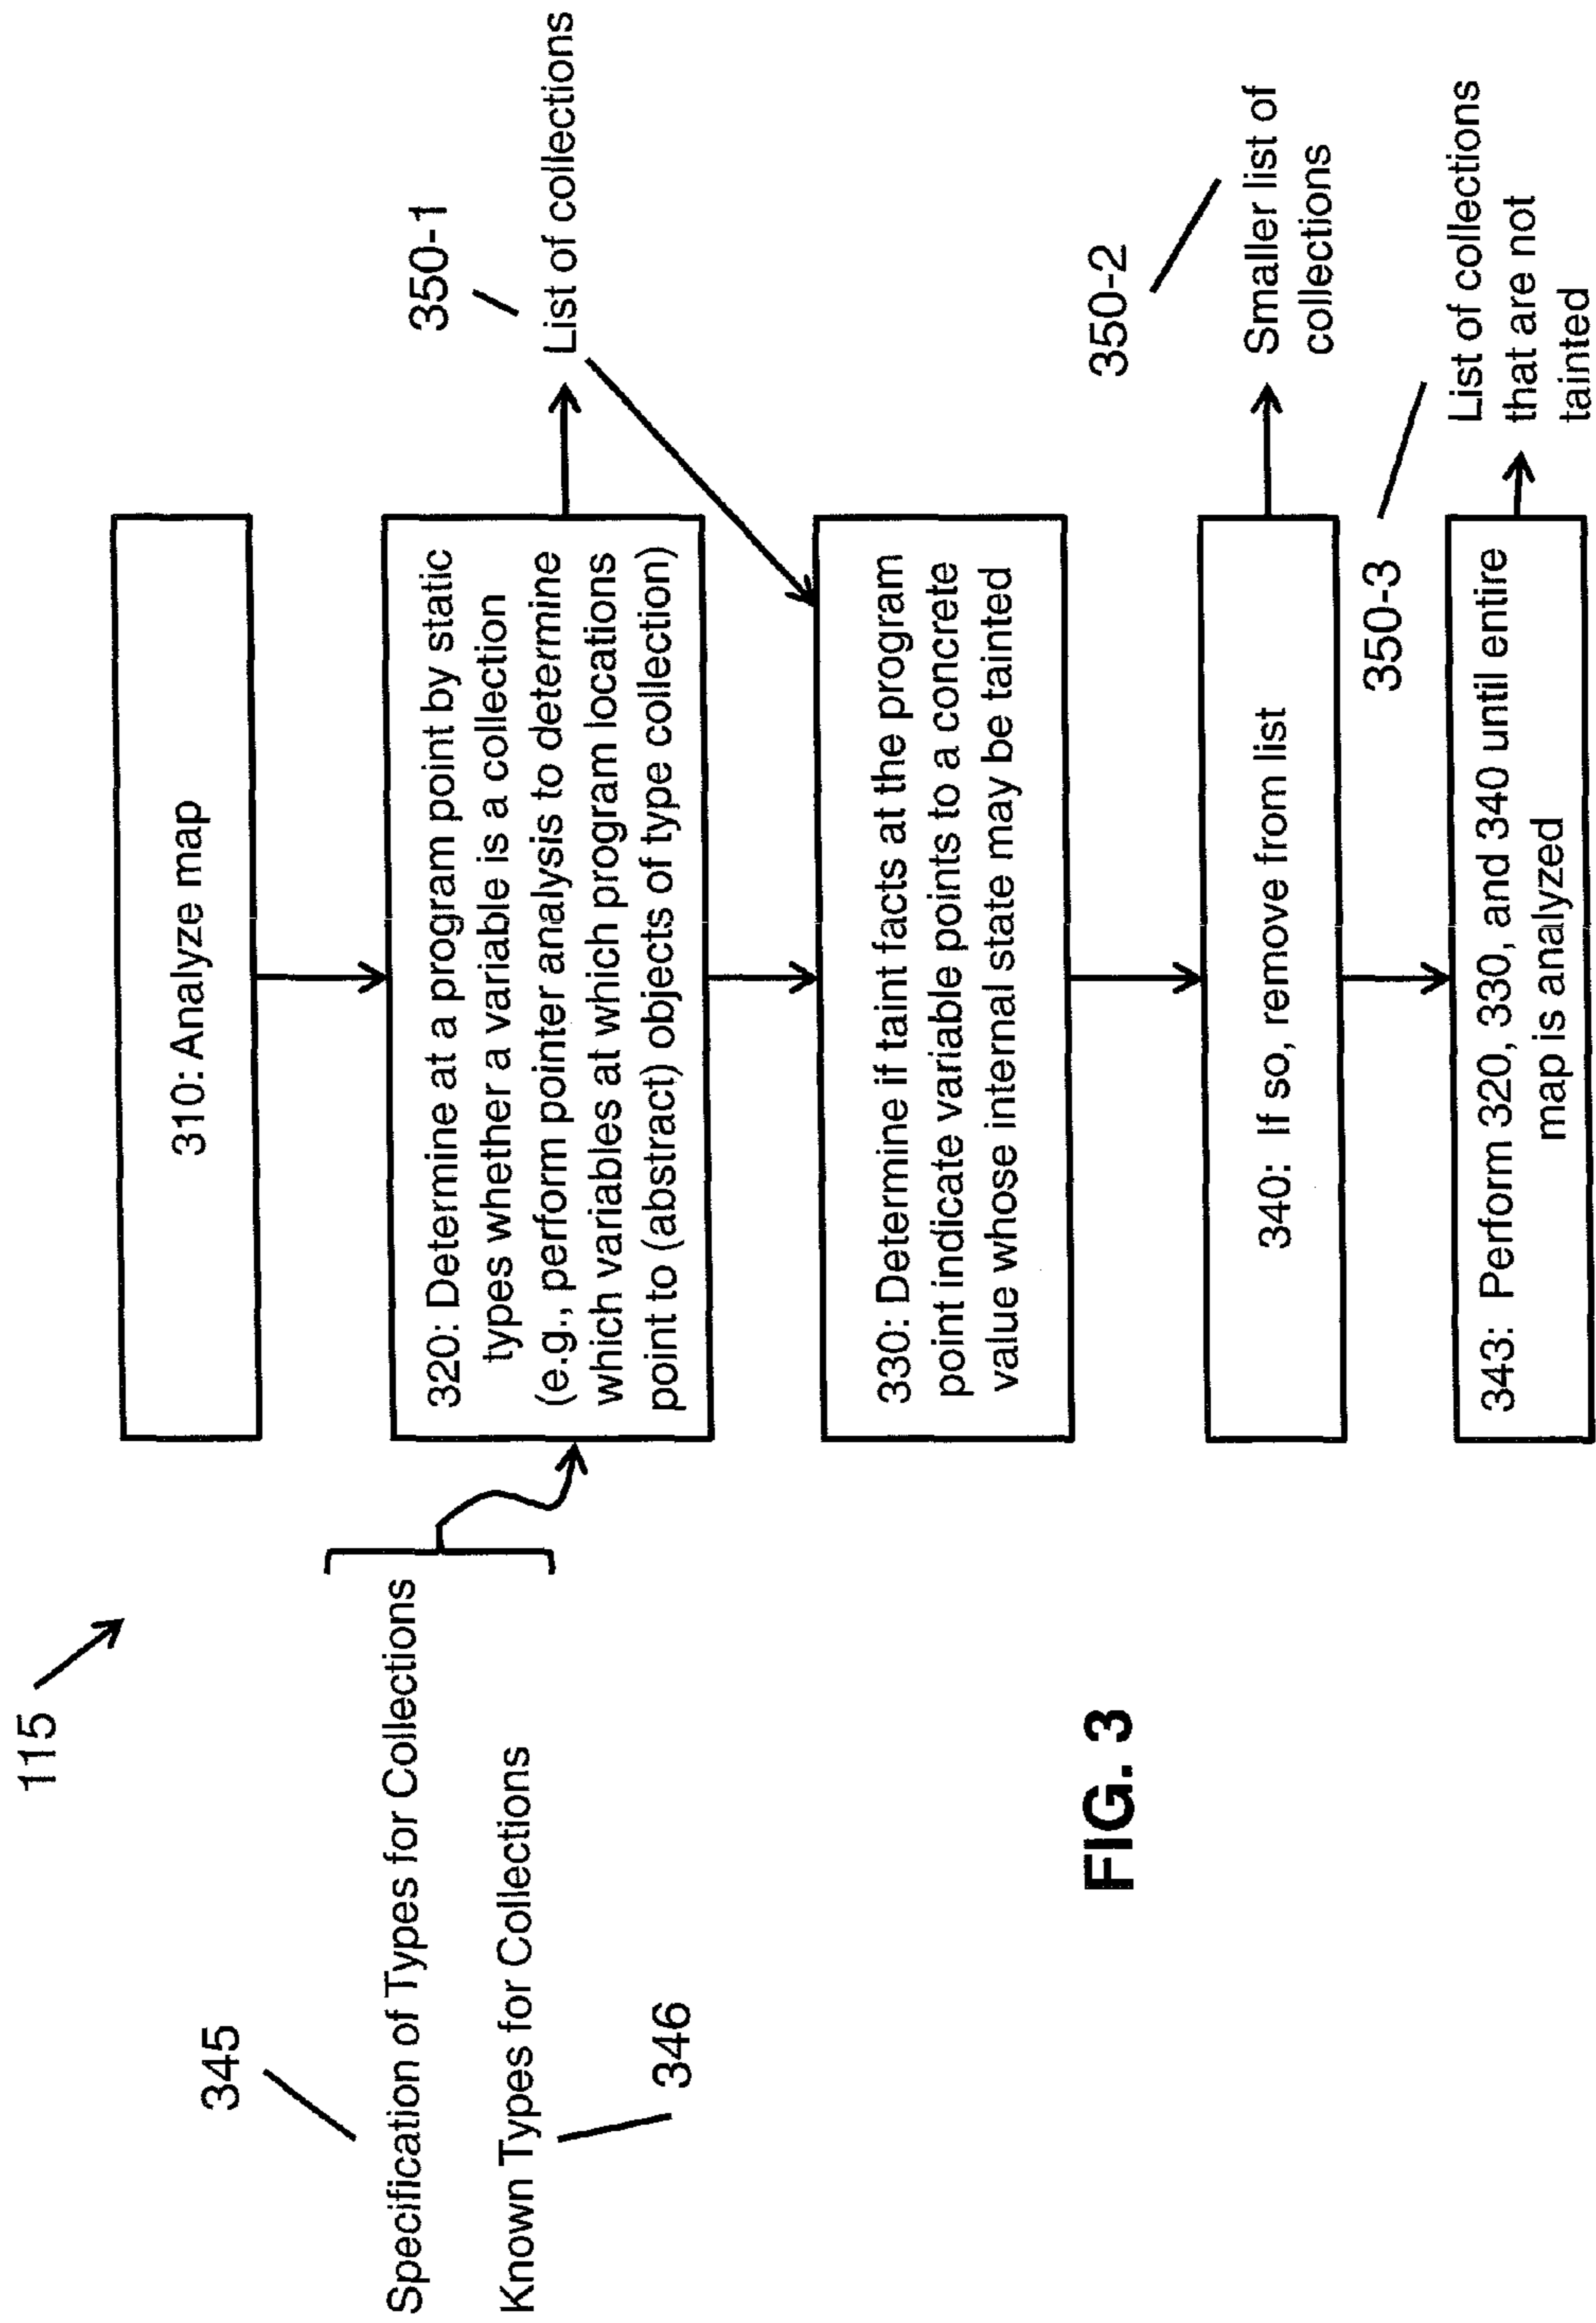 115
345
Specification of Types for Collections
Known Types for Collections
346
310: Analyze map
320: Determine at a program point by static
types whether a variable is a collection
(e.g., perform pointer analysis to determine
which variables at which program locations
point to (abstract) objects of type collection)
350-1
List of collections
330: Determine if taint facts at the program
point indicate variable points to a concrete
value whose internal state may be tainted
340: If so, remove from list
350-2
Smaller list of
collections
343: Perform 320, 330, and 340 until entire
map is analyzed
350-3
List of collections
that are not
tainted
FIG. 3